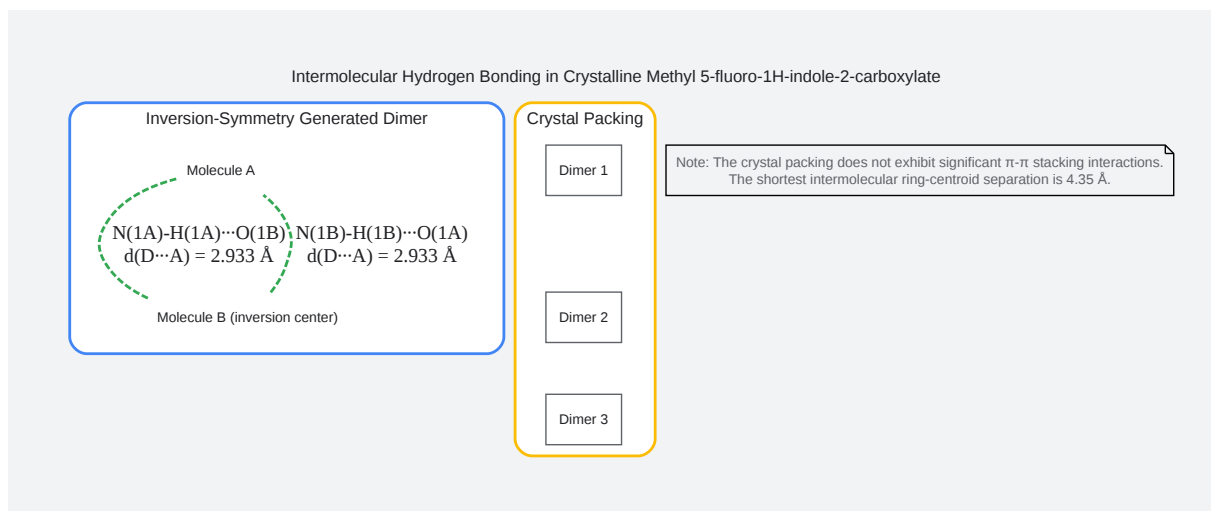 Intermolecular Hydrogen Bonding in Crystalline Methyl 5-fluoro-1H-indole-2-carboxylate
Inversion-Symmetry Generated Dimer
Molecule A
N(1A)-H(1A)···O(1B)
d(D···A) = 2.933 Å
N(1B)-H(1B)···O(1A)
d(D···A) = 2.933 Å
Molecule B (inversion center)
Crystal Packing
Dimer 1
Dimer 2
Dimer 3
Note: The crystal packing does not exhibit significant π-π stacking interactions.
The shortest intermolecular ring-centroid separation is 4.35 Å.